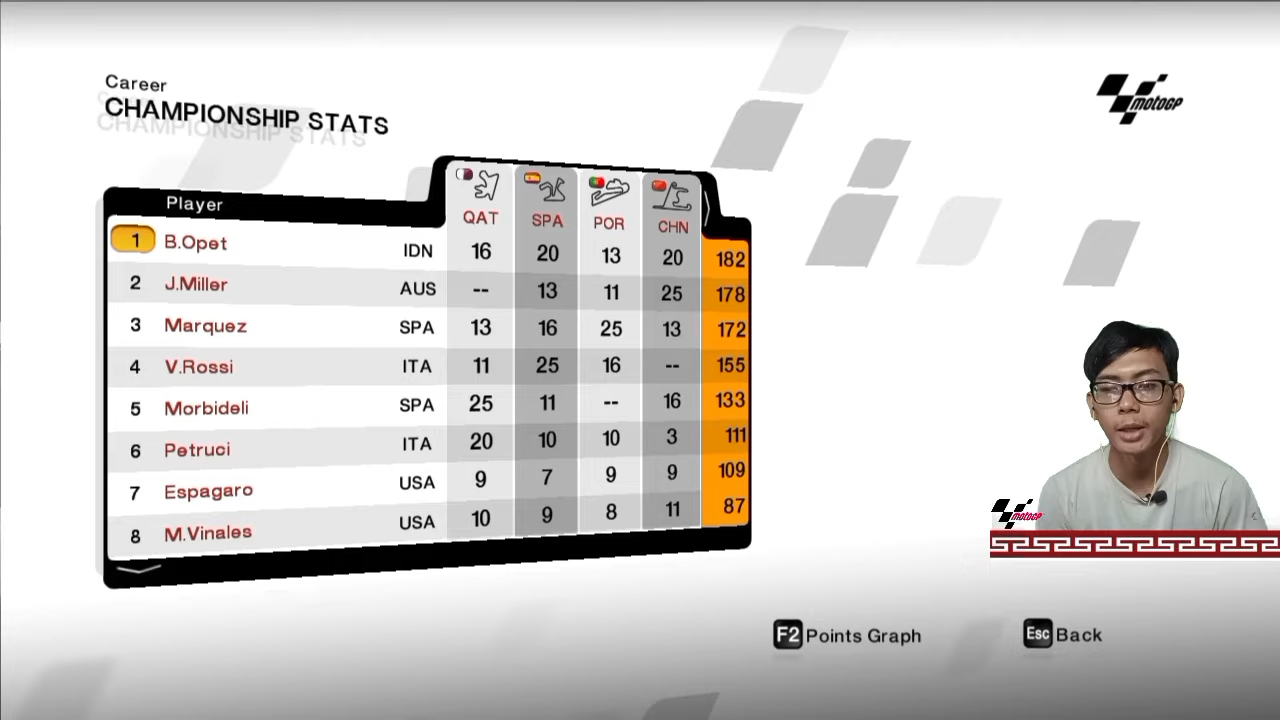 Career
CHAMPIONSHIP STATS
CHAMPIONSHIP STATS
motoGP
Player QAT SPA POR CHN
1 B.Opet IDN 16 20 13 20 182
2 J.Miller AUS -- 13 11 25 178
3 Marquez SPA 13 16 25 13 172
4 V.Rossi ITA 11 25 16 -- 155
5 Morbideli SPA 25 11 -- 16 133
6 Petruci ITA 20 10 10 3 111
7 Espagaro USA 9 7 9 9 109
8 M.Vinales USA 10 9 8 11 87
motoGP
F2 Points Graph
Esc Back